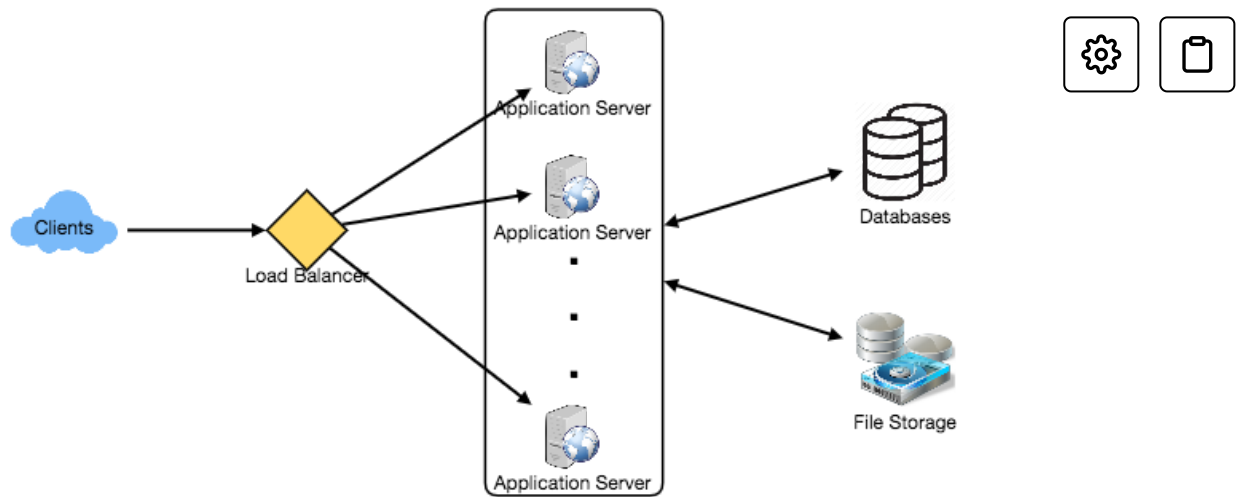 Application Server
Application Server
Databases
Clients
Load Balancer
File Storage
Application Server